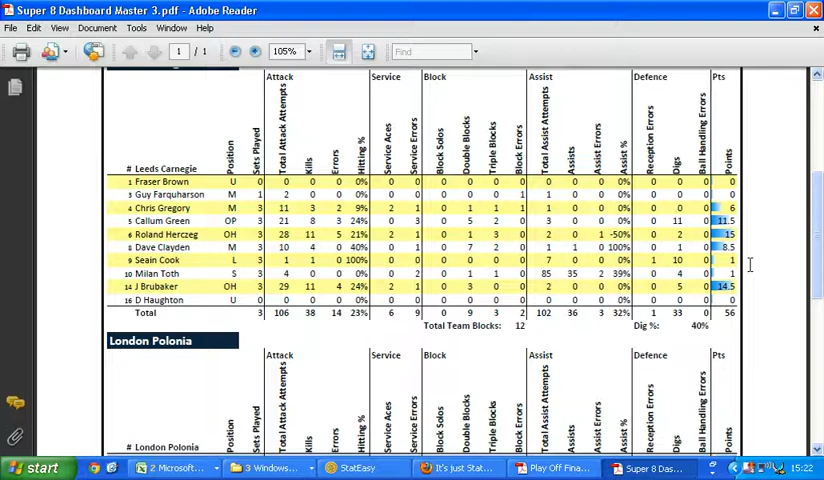 Super 8 Dashboard Master 3.pdf - Adobe Reader
File Edit View Document Tools Window Help
1 / 1 105% Find
Attack Service Block Assist Defence Pts
# Leeds Carnegie Position Sets Played Total Attack Attempts Kills Errors Hitting % Service Aces Service Errors Block Solos Double Blocks Triple Blocks Block Errors Total Assist Attempts Assists Assist Errors Assist % Reception Errors Digs Ball Handling Errors Points
1 Fraser Brown U 0 0 0 0 0% 0 0 0 0 0 0 0 0 0 0% 0 0 0 0
3 Guy Farquharson M 1 2 0 0 0% 0 0 0 0 0 1 1 0 0 0% 0 0 0 0
4 Chris Gregory M 3 11 3 2 9% 2 1 0 1 1 1 0 0 0 0% 0 0 0 6
5 Callum Green OP 3 21 8 3 24% 0 5 0 2 0 0 0 0 0 0% 0 11 0 11.5
6 Roland Herczeg OH 3 28 11 5 21% 2 1 0 1 3 0 2 0 1 -50% 0 2 0 15
8 Dave Clayden M 3 10 4 0 40% 0 0 0 7 2 0 1 1 0 100% 0 1 0 8.5
9 Seain Cook L 3 1 1 0 100% 0 0 0 0 0 0 7 0 0 0% 1 10 0 1
10 Milan Toth S 3 4 0 0 0% 0 2 0 1 1 0 85 35 2 39% 0 4 0 1
14 J Brubaker OH 3 29 11 4 24% 2 1 0 3 0 0 2 0 0 0% 0 5 0 14.5
16 D Haughton U 0 0 0 0 0% 0 0 0 0 0 0 0 0 0 0% 0 0 0 0
Total 3 106 38 14 23% 6 9 0 9 3 2 102 36 3 32% 1 33 0 56
Total Team Blocks: 12 Dig %: 40%
London Polonia
Attack Service Block Assist Defence Pts
# London Polonia Position Sets Played Total Attack Attempts Kills Errors Hitting % Service Aces Service Errors Block Solos Double Blocks Triple Blocks Block Errors Total Assist Attempts Assists Assist Errors Assist % Reception Errors Digs Ball Handling Errors Points
start 2 Microsoft... 3 Windows... StatEasy It's just Stat... Play Off Fina... Super 8 Das... 15:22